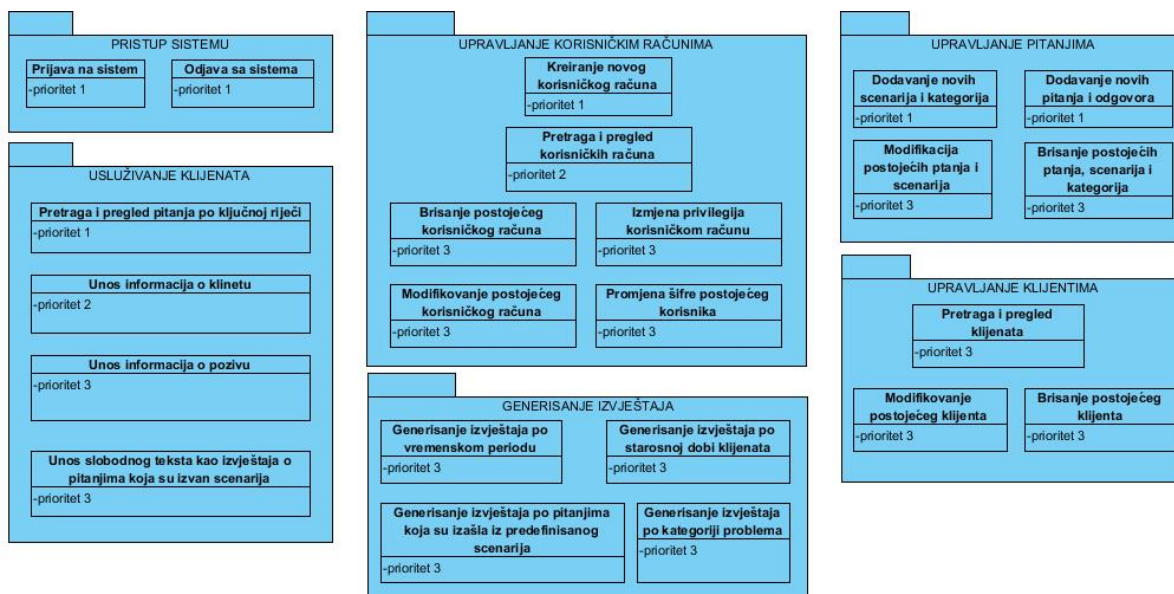 PRISTUP SISTEMU
Prijava na sistem
-prioritet 1
Odjava sa sistema
-prioritet 1
USLUŽIVANJE KLIJENATA
Pretraga i pregled pitanja po ključnoj riječi
-prioritet 1
Unos informacija o klinetu
-prioritet 2
Unos informacija o pozivu
-prioritet 3
Unos slobodnog teksta kao izvještaja o
pitanjima koja su izvan scenarija
-prioritet 3
UPRAVLJANJE KORISNIČKIM RAČUNIMA
Kreiranje novog
korisničkog računa
-prioritet 1
Pretraga i pregled
korisničkih računa
-prioritet 2
Brisanje postojećeg
korisničkog računa
-prioritet 3
Izmjena privilegija
korisničkom računu
-prioritet 3
Modifikovanje postojećeg
korisničkog računa
-prioritet 3
Promjena šifre postojećeg
korisnika
-prioritet 3
GENERISANJE IZVJEŠTAJA
Generisanje izvještaja po
vremenskom periodu
-prioritet 3
Generisanje izvještaja po
starosnoj dobi klijenata
-prioritet 3
Generisanje izvještaja po pitanjima
koja su izašla iz predefinisanog
scenarija
-prioritet 3
Generisanje izvještaja
po kategoriji problema
-prioritet 3
UPRAVLJANJE PITANJIMA
Dodavanje novih
scenarija i kategorija
-prioritet 1
Dodavanje novih
pitanja i odgovora
-prioritet 1
Modifikacija
postojećih ptanja i
scenarija
-prioritet 3
Brisanje postojećih
ptanja, scenarija i
kategorija
-prioritet 3
UPRAVLJANJE KLIJENTIMA
Pretraga i pregled
klijenata
-prioritet 3
Modifikovanje
postojećeg klijenta
-prioritet 3
Brisanje postojećeg
klijenta
-prioritet 3